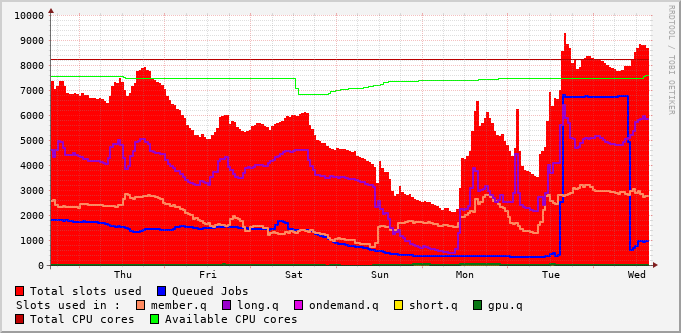 10000
9000
8000
7000
6000
5000
4000
3000
2000
1000
0
Thu Fri Sat Sun Mon Tue Wed
RRDTOOL / TOBI OETIKER
Total slots used Queued Jobs
Slots used in : member.q long.q ondemand.q short.q gpu.q
Total CPU cores Available CPU cores